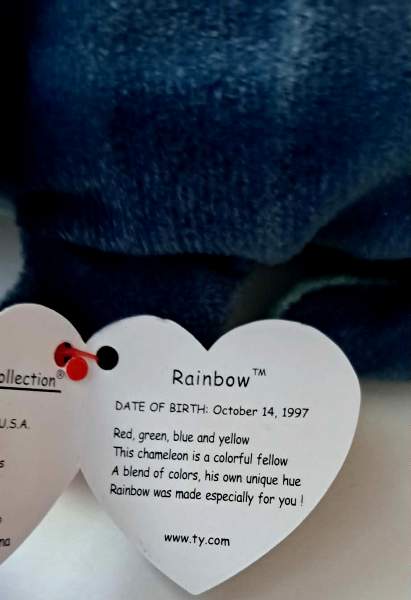 ollection®
U.S.A.
Rainbow™
DATE OF BIRTH: October 14, 1997
Red, green, blue and yellow
This chameleon is a colorful fellow
A blend of colors, his own unique hue
Rainbow was made especially for you !
www.ty.com